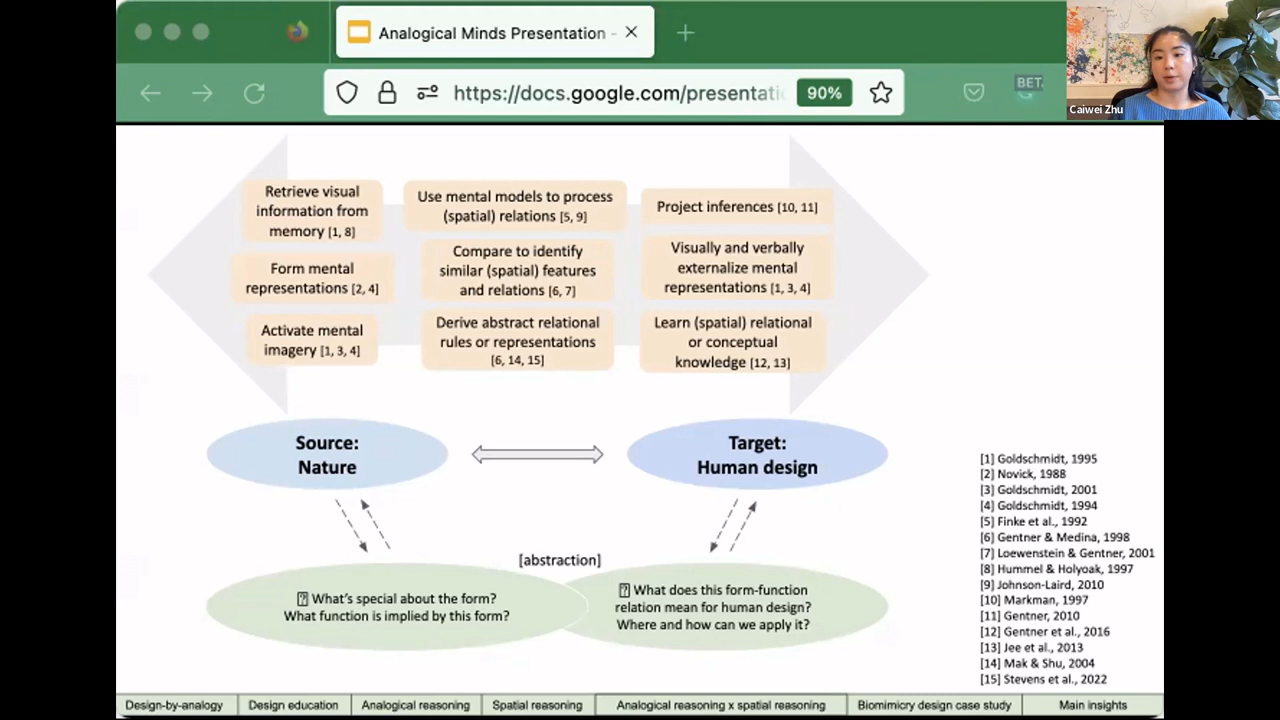 Analogical Minds Presentation -
https://docs.google.com/presentati
90%
BET
Caiwei Zhu
Retrieve visual
information from
memory [1, 8]
Form mental
representations [2, 4]
Activate mental
imagery [1, 3, 4]
Use mental models to process
(spatial) relations [5, 9]
Compare to identify
similar (spatial) features
and relations [6, 7]
Derive abstract relational
rules or representations
[6, 14, 15]
Project inferences [10, 11]
Visually and verbally
externalize mental
representations [1, 3, 4]
Learn (spatial) relational
or conceptual
knowledge [12, 13]
Source:
Nature
Target:
Human design
[abstraction]
What's special about the form?
What function is implied by this form?
What does this form-function
relation mean for human design?
Where and how can we apply it?
[1] Goldschmidt, 1995
[2] Novick, 1988
[3] Goldschmidt, 2001
[4] Goldschmidt, 1994
[5] Finke et al., 1992
[6] Gentner & Medina, 1998
[7] Loewenstein & Gentner, 2001
[8] Hummel & Holyoak, 1997
[9] Johnson-Laird, 2010
[10] Markman, 1997
[11] Gentner, 2010
[12] Gentner et al., 2016
[13] Jee et al., 2013
[14] Mak & Shu, 2004
[15] Stevens et al., 2022
Design-by-analogy
Design education
Analogical reasoning
Spatial reasoning
Analogical reasoning x spatial reasoning
Biomimicry design case study
Main insights